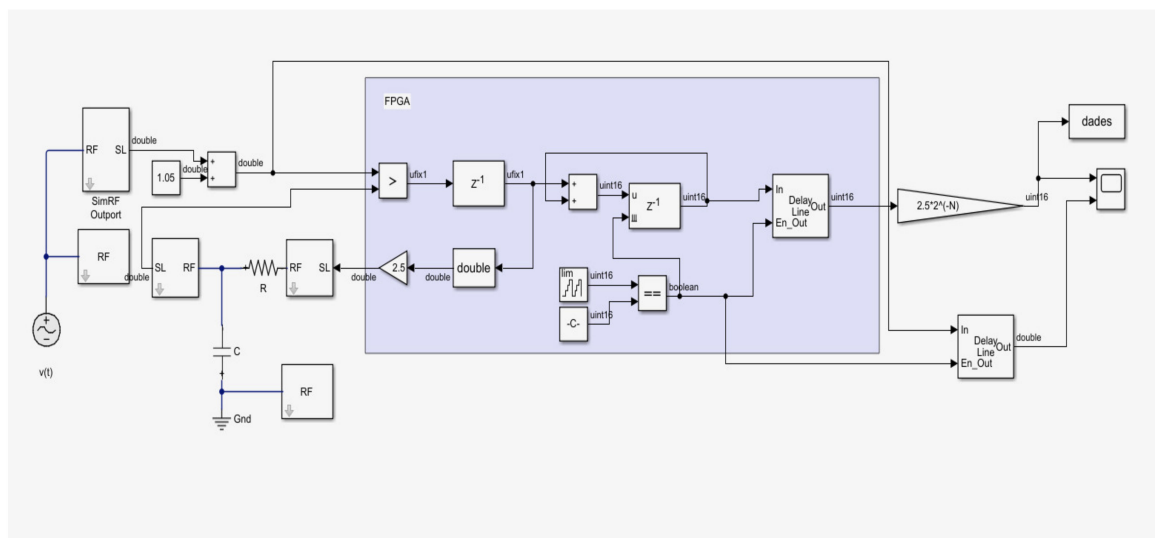 FPGA
dades
RF SL
double
SimRF
Outport
1.05
double
+
+
double
>
ufix1
z-1
ufix1
+
+
uint16
u
z-1
uint16
In
Delay
Line
Out
En_Out
uint16
2.5*2^(-N)
uint16
RF
double
SL RF
+
R
RF SL
double
2.5
double
double
lim
uint16
-C-
uint16
==
boolean
In
Delay
Line
Out
En_Out
double
+
−
v(t)
C
+
RF
Gnd